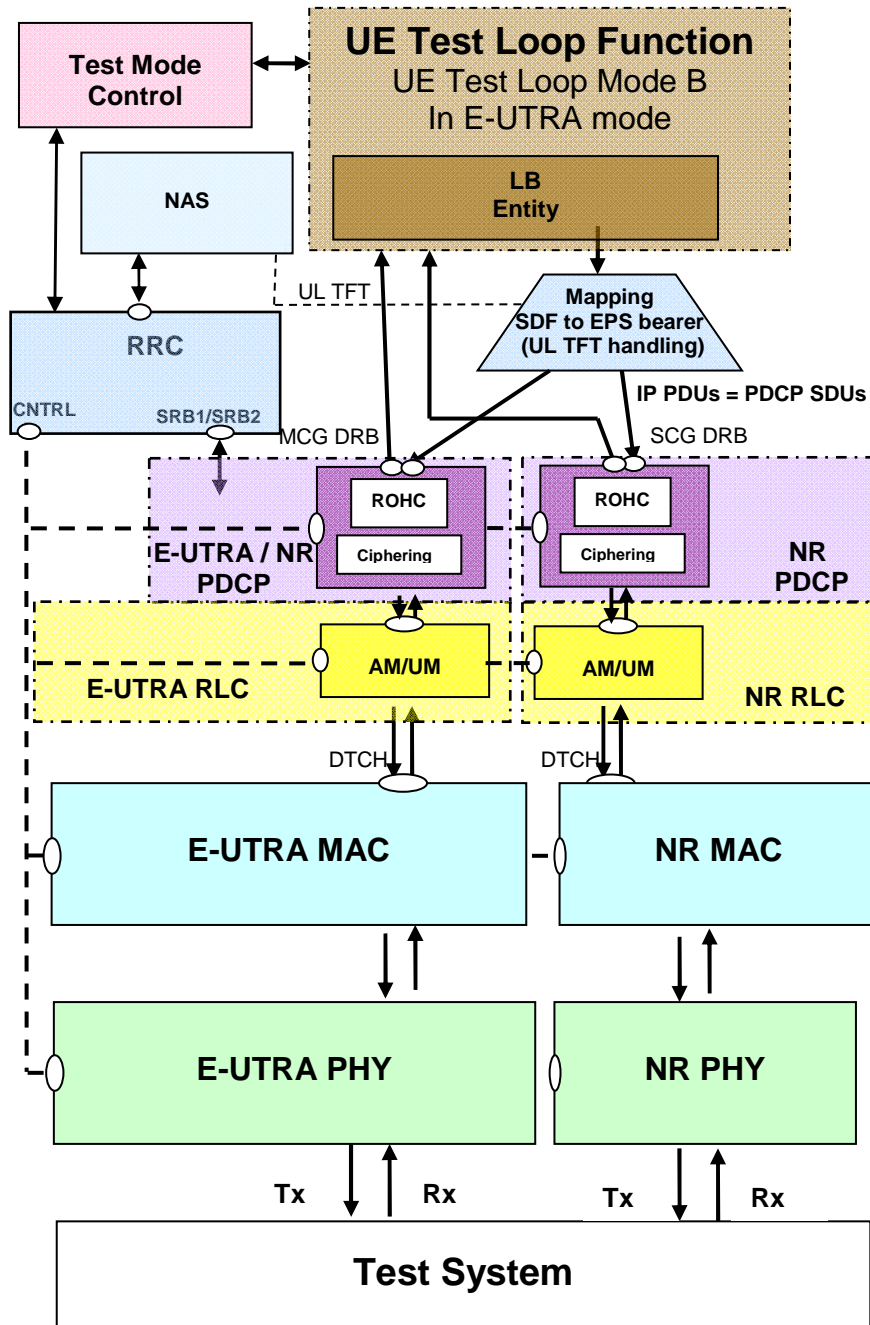 UE Test Loop Function
UE Test Loop Mode B
In E-UTRA mode
Test Mode
Control
LB
Entity
NAS
UL TFT
Mapping
SDF to EPS bearer
(UL TFT handling)
RRC
CNTRL
SRB1/SRB2
IP PDUs = PDCP SDUs
MCG DRB
SCG DRB
ROHC
Ciphering
E-UTRA / NR
PDCP
ROHC
Ciphering
NR
PDCP
AM/UM
E-UTRA RLC
AM/UM
NR RLC
DTCH
DTCH
E-UTRA MAC
NR MAC
E-UTRA PHY
NR PHY
Tx
Rx
Tx
Rx
Test System